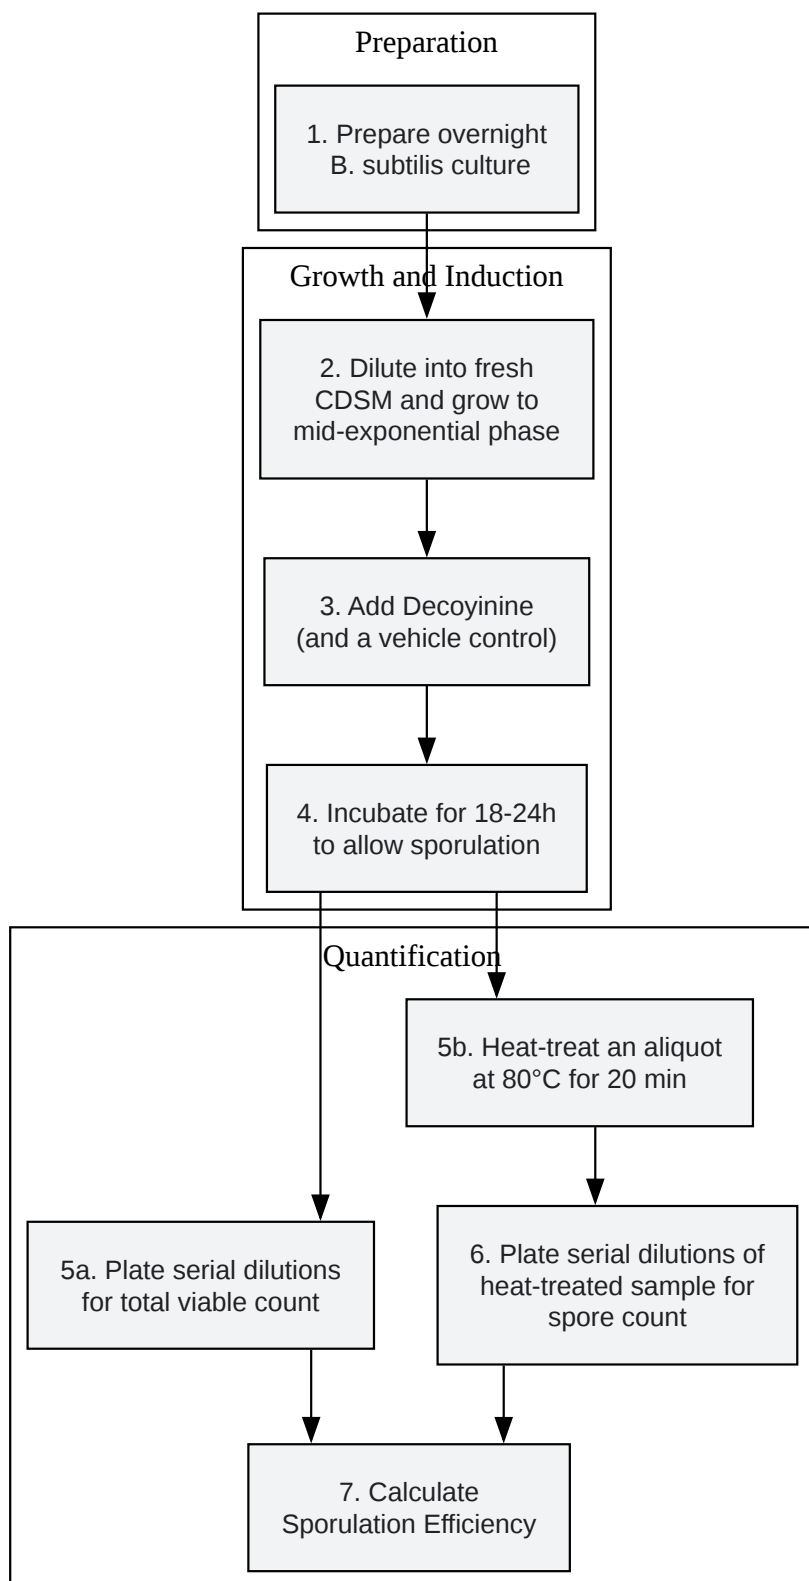 Preparation
1. Prepare overnight
B. subtilis culture
Growth and Induction
2. Dilute into fresh
CDSM and grow to
mid-exponential phase
3. Add Decoyinine
(and a vehicle control)
4. Incubate for 18-24h
to allow sporulation
Quantification
5b. Heat-treat an aliquot
at 80°C for 20 min
5a. Plate serial dilutions
for total viable count
6. Plate serial dilutions of
heat-treated sample for
spore count
7. Calculate
Sporulation Efficiency